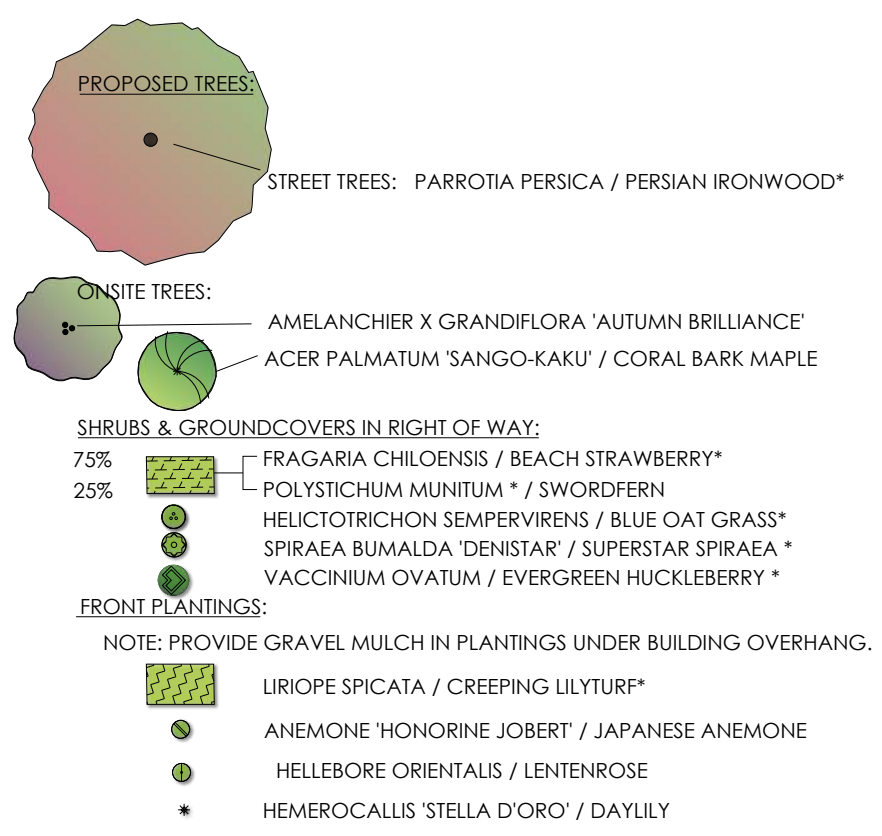 PROPOSED TREES:
STREET TREES: PARROTIA PERSICA / PERSIAN IRONWOOD*
ONSITE TREES:
AMELANCHIER X GRANDIFLORA 'AUTUMN BRILLIANCE'
ACER PALMATUM 'SANGO-KAKU' / CORAL BARK MAPLE
SHRUBS & GROUNDCOVERS IN RIGHT OF WAY:
75% FRAGARIA CHILOENSIS / BEACH STRAWBERRY*
25% POLYSTICHUM MUNITUM * / SWORDFERN
HELICTOTRICHON SEMPERVIRENS / BLUE OAT GRASS*
SPIRAEA BUMALDA 'DENISTAR' / SUPERSTAR SPIRAEA *
VACCINIUM OVATUM / EVERGREEN HUCKLEBERRY *
FRONT PLANTINGS:
NOTE: PROVIDE GRAVEL MULCH IN PLANTINGS UNDER BUILDING OVERHANG.
LIRIOPE SPICATA / CREEPING LILYTURF*
ANEMONE 'HONORINE JOBERT' / JAPANESE ANEMONE
HELLEBORE ORIENTALIS / LENTENROSE
HEMEROCALLIS 'STELLA D'ORO' / DAYLILY